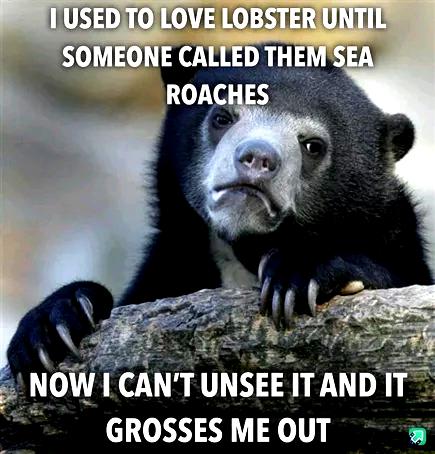 I USED TO LOVE LOBSTER UNTIL
SOMEONE CALLED THEM SEA
ROACHES
NOW I CAN'T UNSEE IT AND IT
GROSSES ME OUT